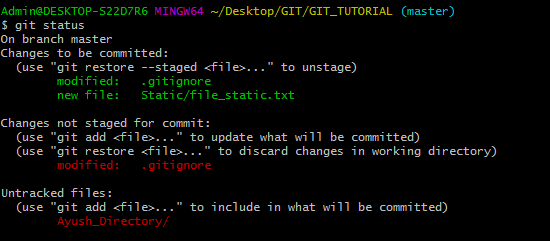 Admin@DESKTOP-S22D7R6 MINGW64 ~/Desktop/GIT/GIT_TUTORIAL (master)
$ git status
On branch master
Changes to be committed:
  (use "git restore --staged <file>..." to unstage)
        modified:   .gitignore
        new file:   Static/file_static.txt

Changes not staged for commit:
  (use "git add <file>..." to update what will be committed)
  (use "git restore <file>..." to discard changes in working directory)
        modified:   .gitignore

Untracked files:
  (use "git add <file>..." to include in what will be committed)
        Ayush_Directory/